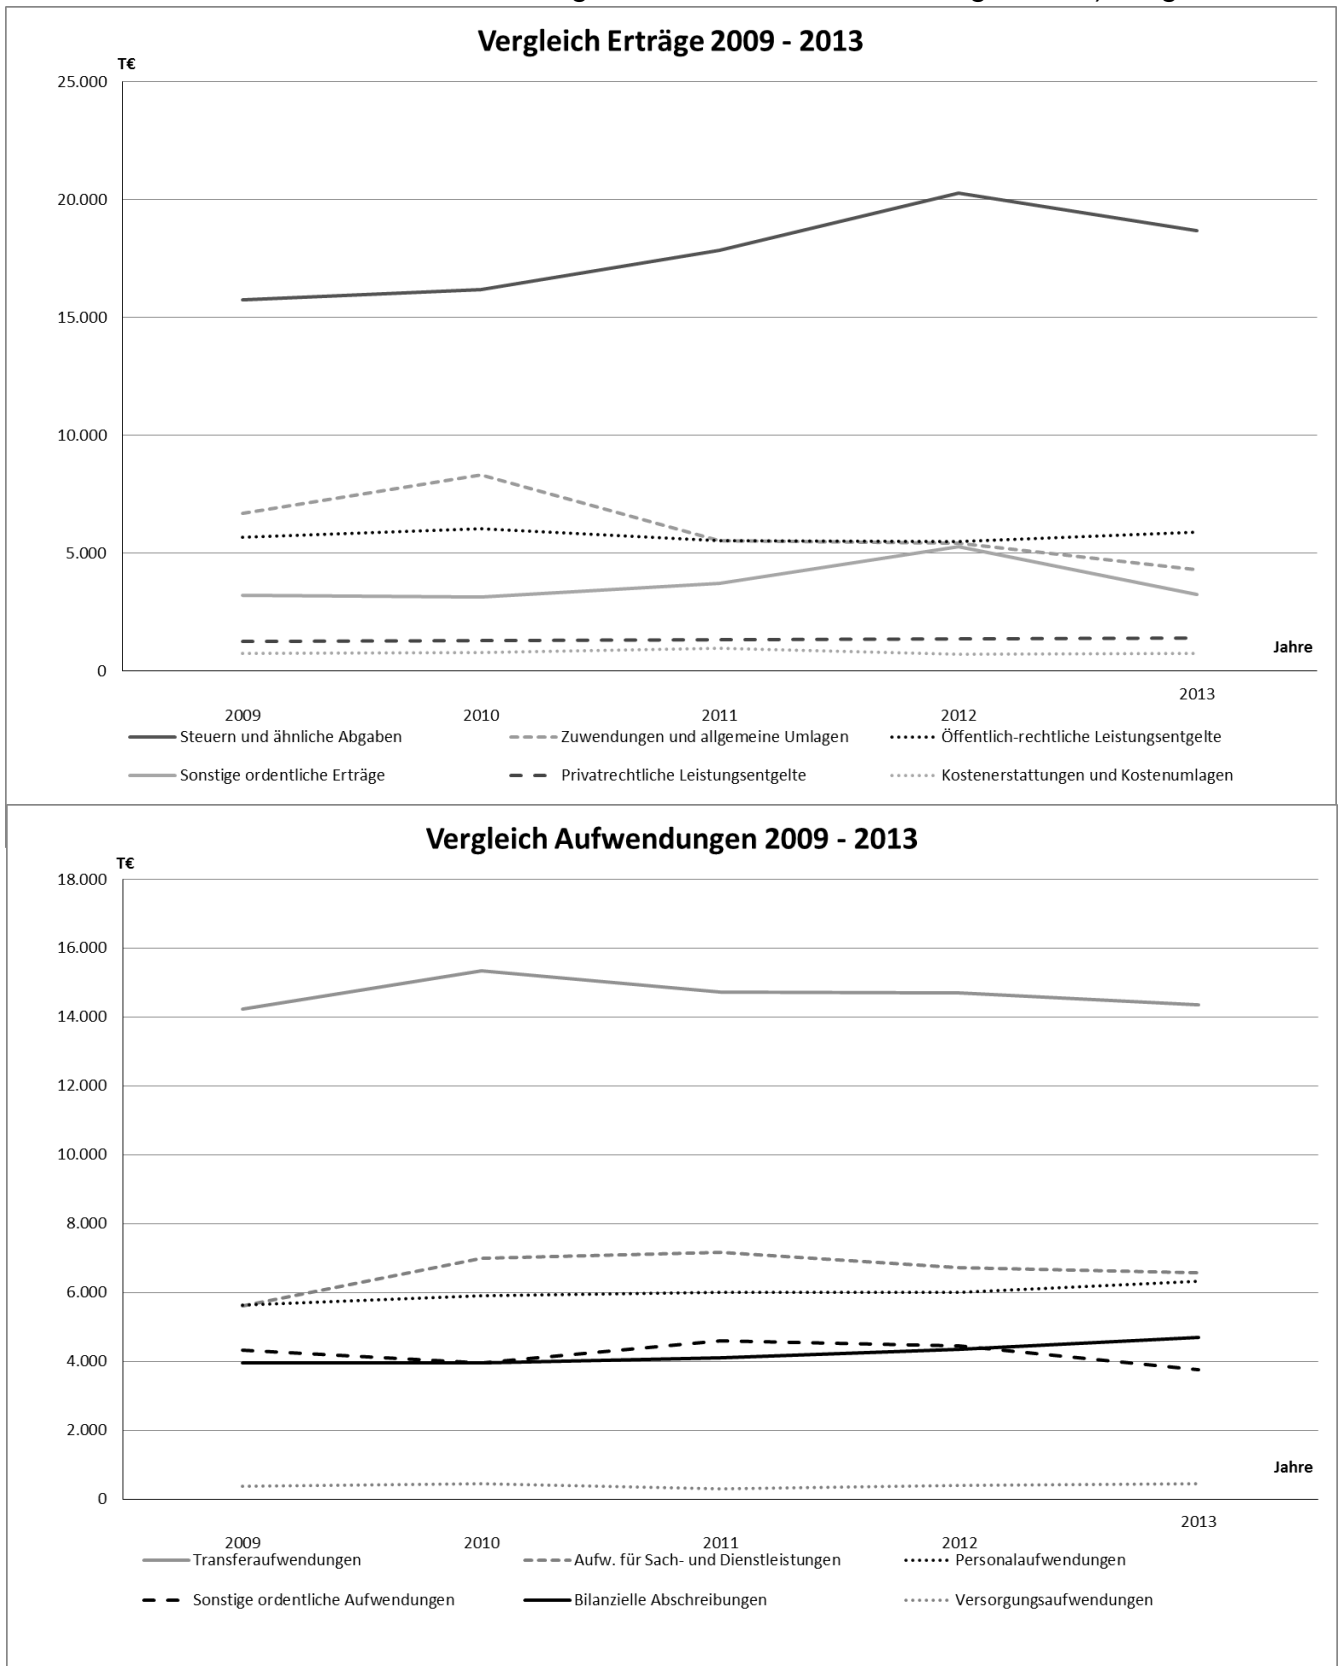 Vergleich Erträge 2009 - 2013
T€
25.000
20.000
15.000
10.000
5.000
0
Jahre
2009 2010 2011 2012 2013
Steuern und ähnliche Abgaben Zuwendungen und allgemeine Umlagen Öffentlich-rechtliche Leistungsentgelte
Sonstige ordentliche Erträge Privatrechtliche Leistungsentgelte Kostenerstattungen und Kostenumlagen
Vergleich Aufwendungen 2009 - 2013
T€
18.000
16.000
14.000
12.000
10.000
8.000
6.000
4.000
2.000
0
Jahre
2009 2010 2011 2012 2013
Transferaufwendungen Aufw. für Sach- und Dienstleistungen Personalaufwendungen
Sonstige ordentliche Aufwendungen Bilanzielle Abschreibungen Versorgungsaufwendungen